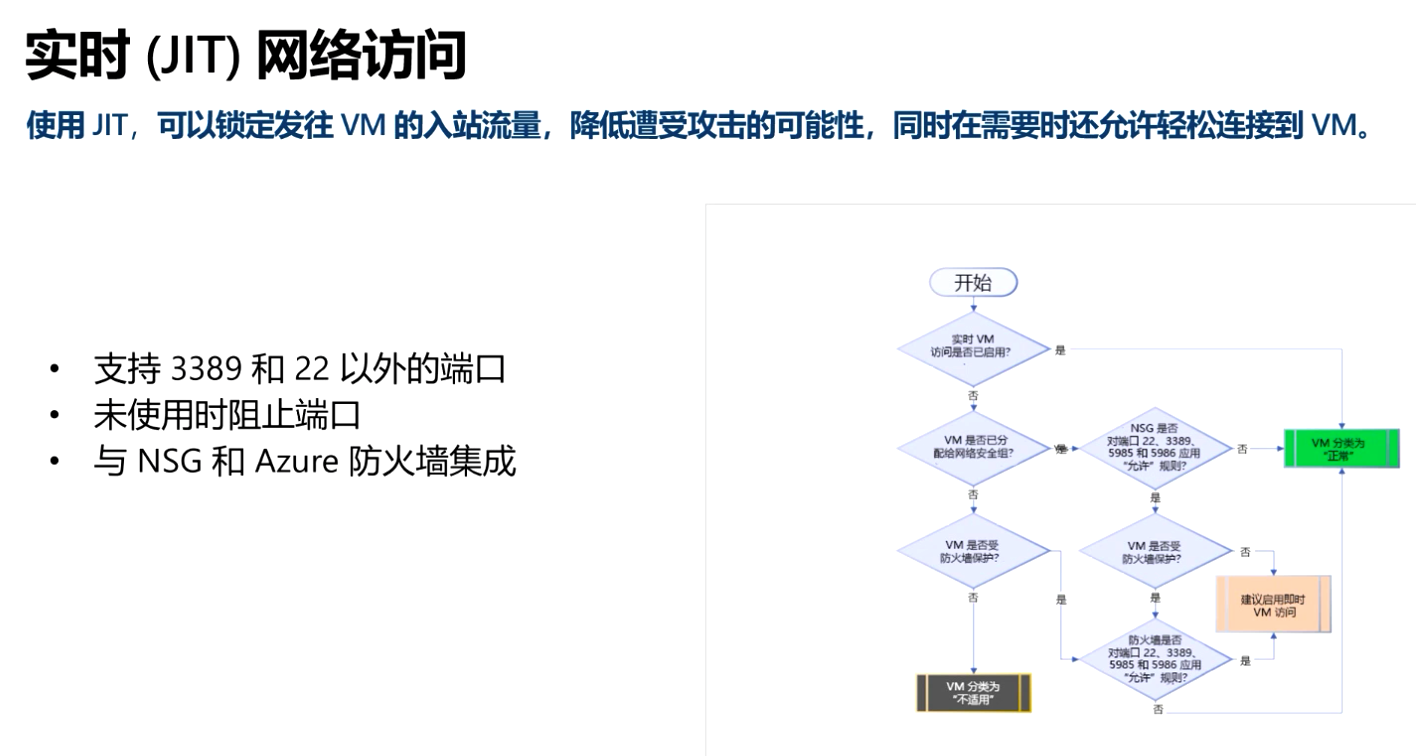 实时 (JIT) 网络访问
使用 JIT，可以锁定发往 VM 的入站流量，降低遭受攻击的可能性，同时在需要时还允许轻松连接到 VM。
• 支持 3389 和 22 以外的端口
• 未使用时阻止端口
• 与 NSG 和 Azure 防火墙集成
开始
实时 VM
访问是否已启用?
是
否
VM 是否已分
配给网络安全组?
是
NSG 是否
对端口 22、3389、
5985 和 5986 应用
“允许” 规则?
否
VM 分类为
“正常”
否
是
VM 是否受
防火墙保护?
VM 是否受
防火墙保护?
否
建议启用即时
VM 访问
否
是
是
防火墙是否
对端口 22、3389、
5985 和 5986 应用
“允许” 规则?
是
VM 分类为
“不适用”
否